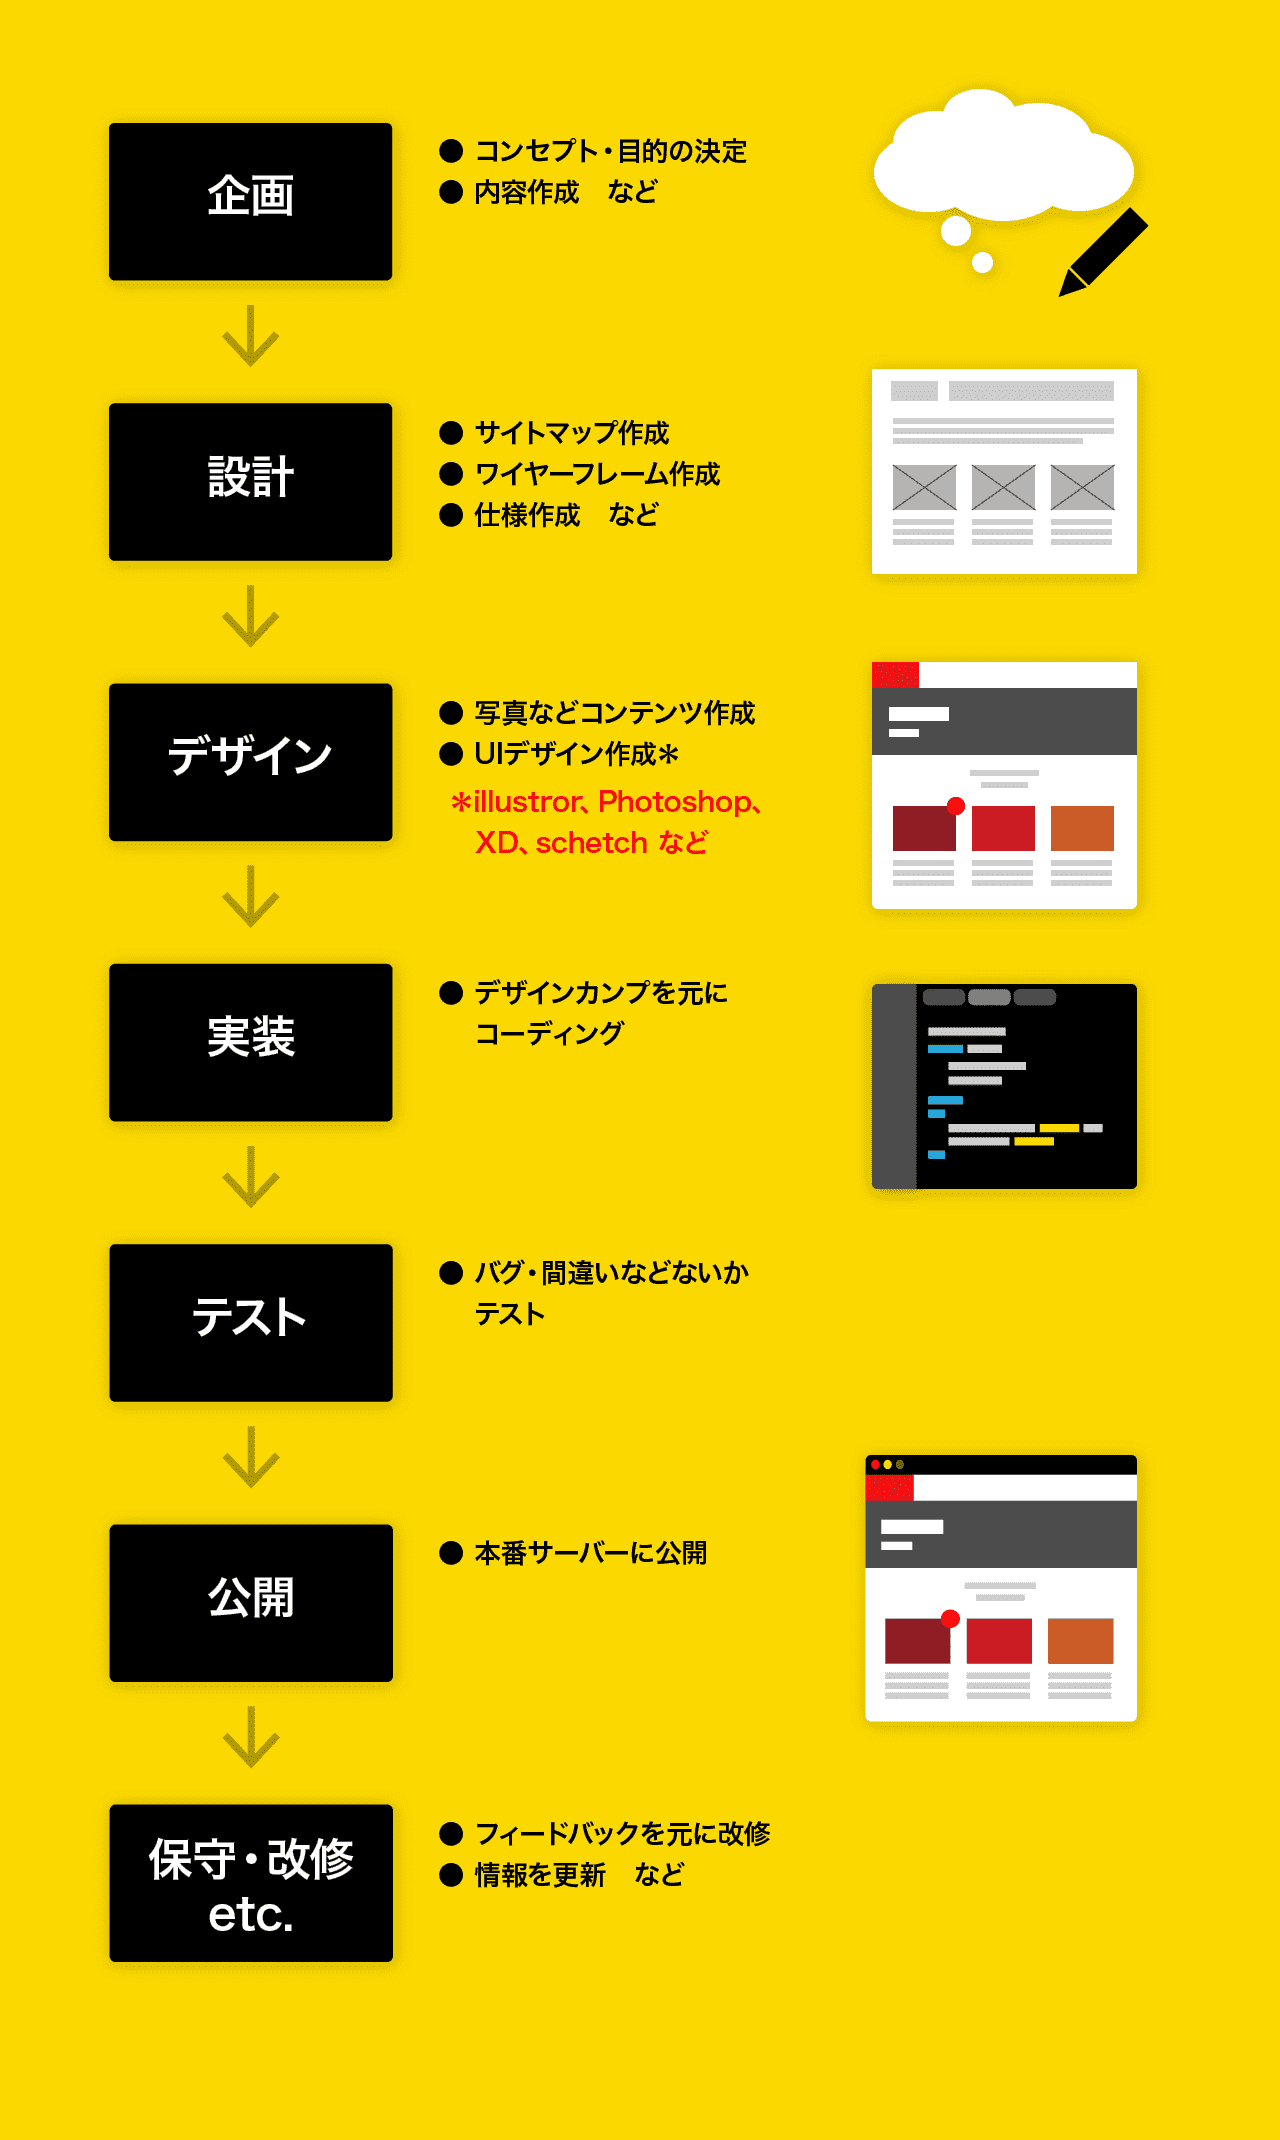 企画
● コンセプト・目的の決定
● 内容作成　など
設計
● サイトマップ作成
● ワイヤーフレーム作成
● 仕様作成　など
デザイン
● 写真などコンテンツ作成
● UIデザイン作成＊
＊illustror、Photoshop、
XD、schetch など
実装
● デザインカンプを元に
コーディング
テスト
● バグ・間違いなどないか
テスト
公開
● 本番サーバーに公開
保守・改修
etc.
● フィードバックを元に改修
● 情報を更新　など